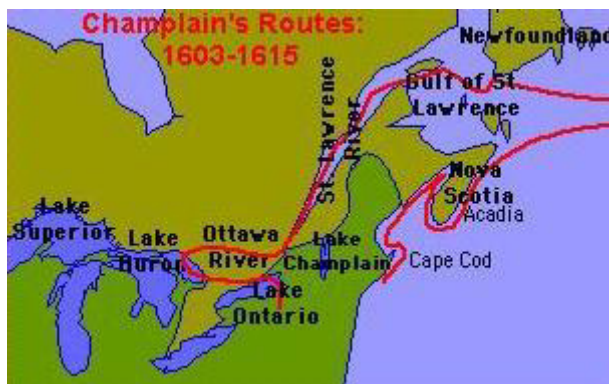 Champlain's Routes:
1603-1615
Newfoundland
Gulf of St.
Lawrence
St. Lawrence
River
Nova
Scotia
Acadia
Cape Cod
Lake
Superior
Lake
Huron
Ottawa
River
Lake
Champlain
Lake
Ontario